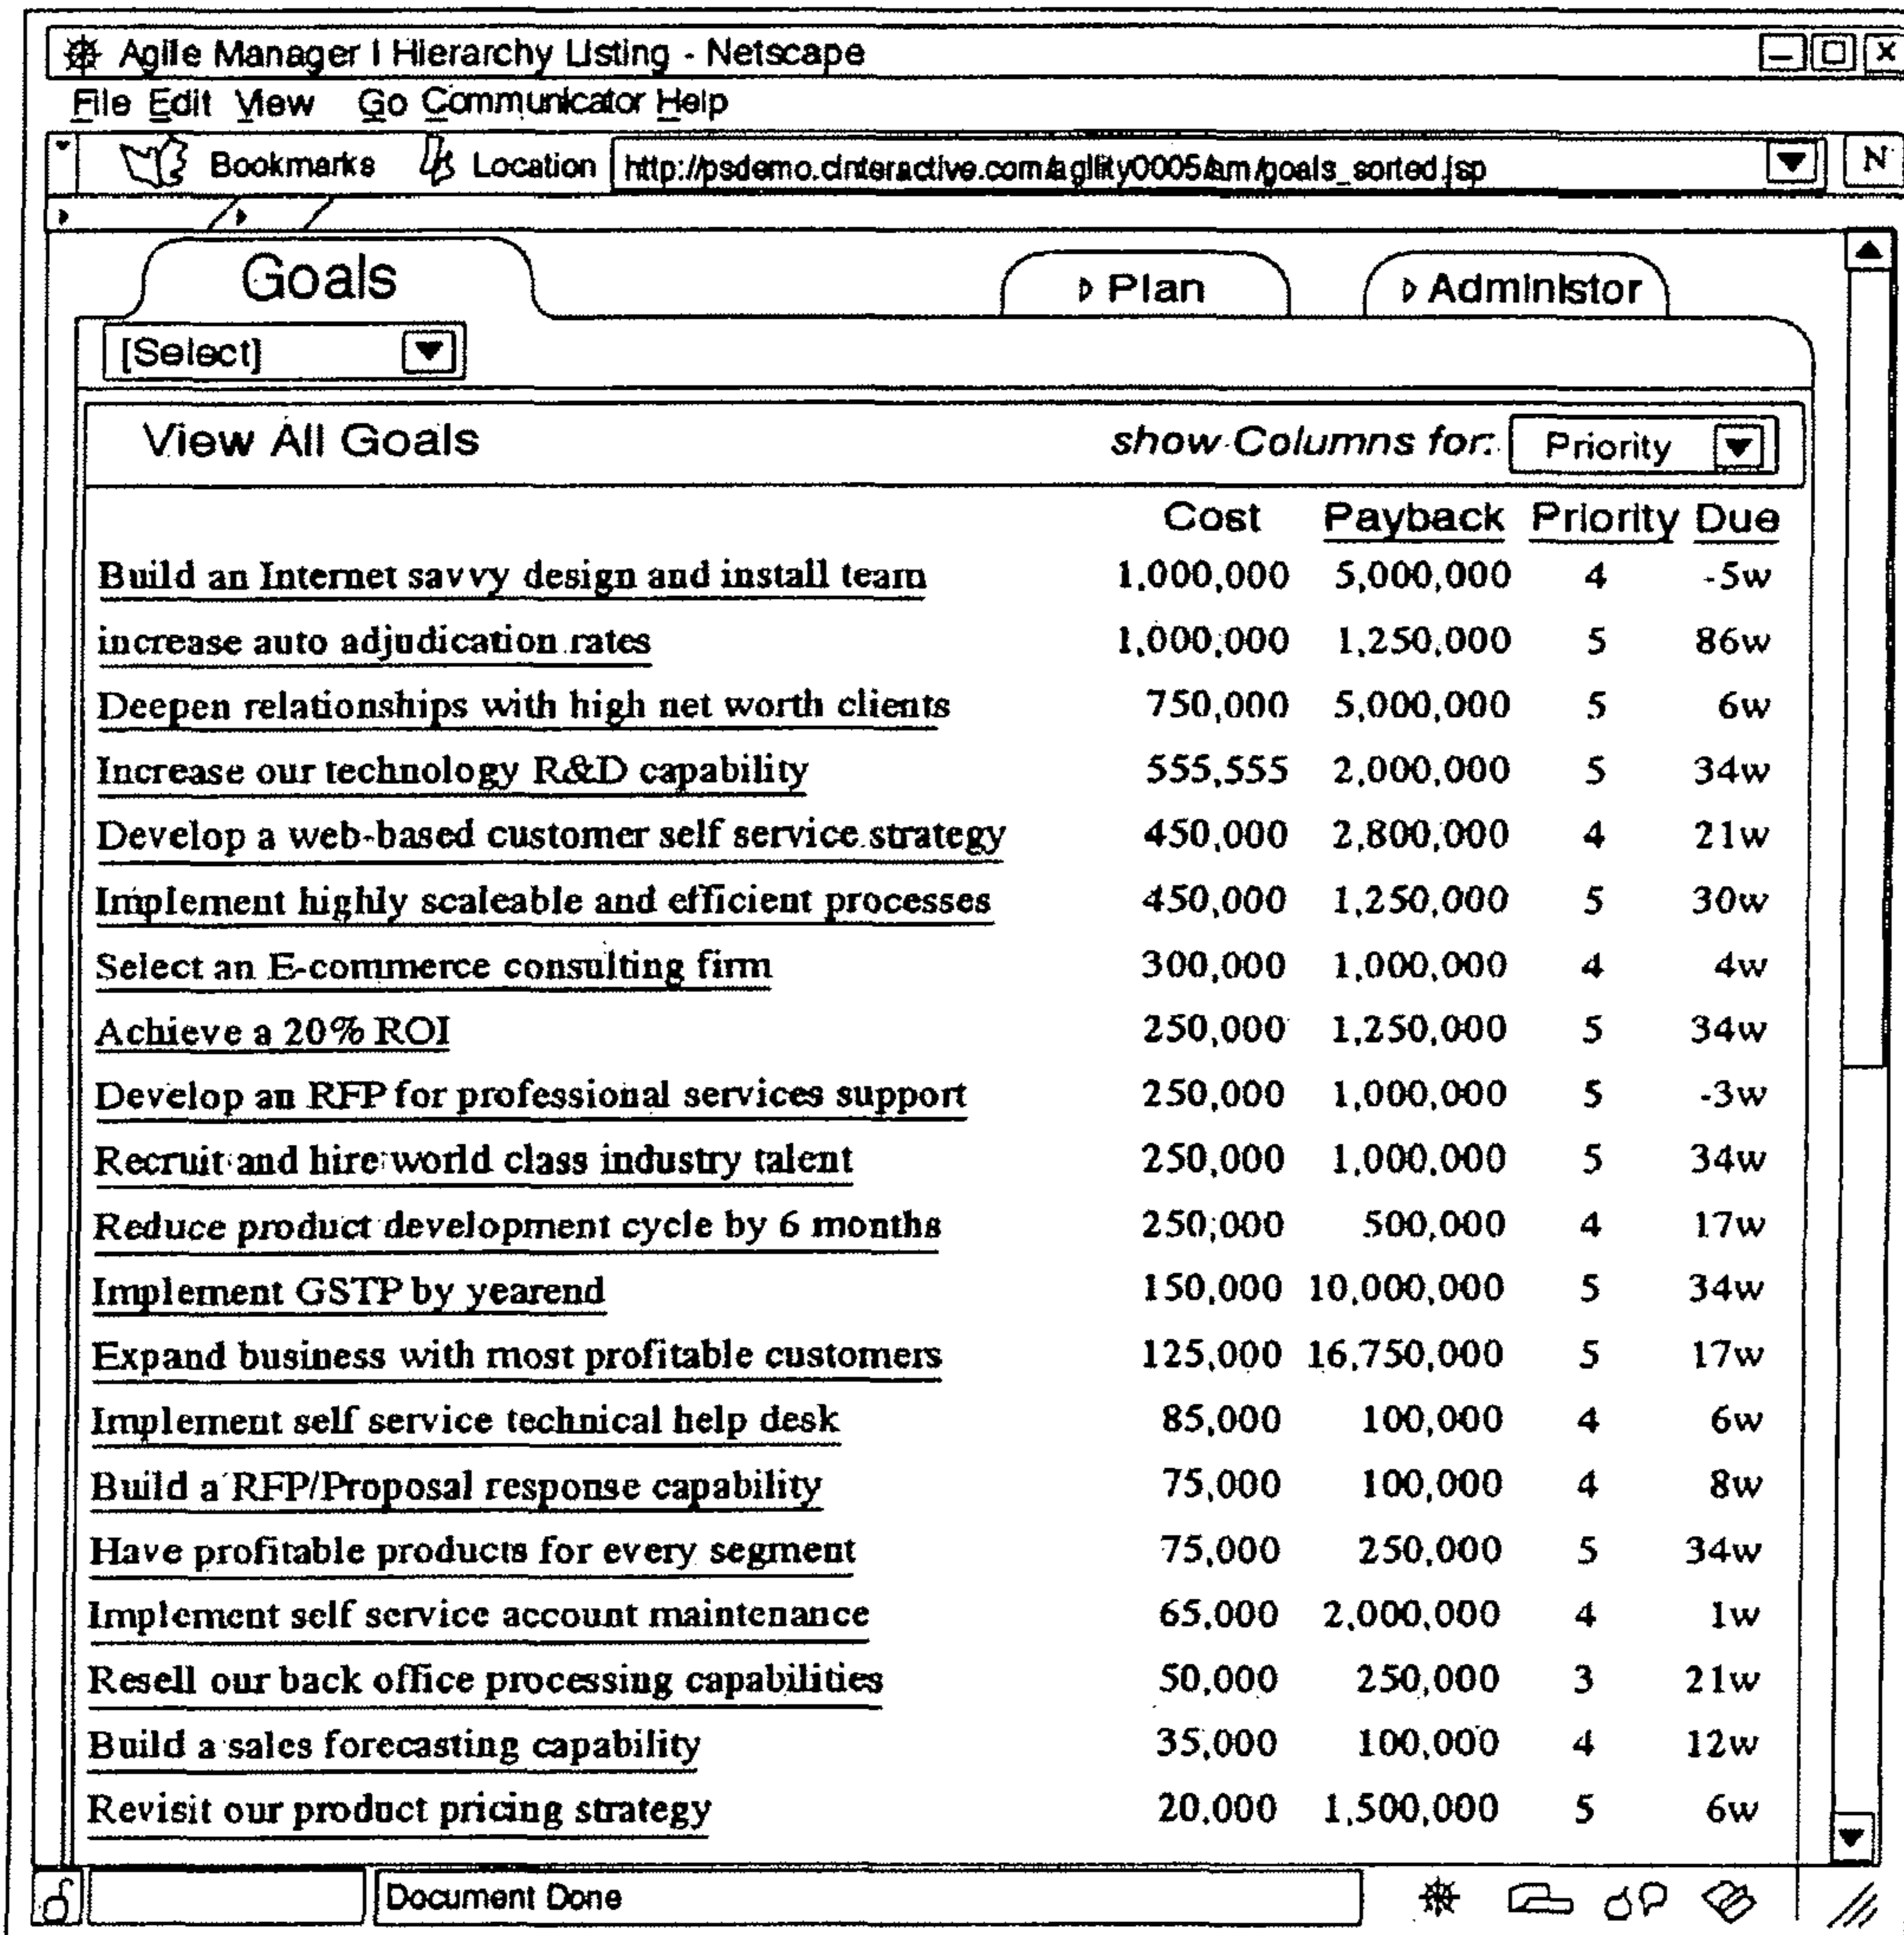 Agile Manager I Hierarchy Listing - Netscape
File Edit View Go Communicator Help
Bookmarks Location http://psdemo.cinteractive.com/agility0005/am/goals_sorted.jsp N
Goals Plan Administor
[Select]
View All Goals show Columns for: Priority
Cost Payback Priority Due
Build an Internet savvy design and install team 1,000,000 5,000,000 4 -5w
increase auto adjudication rates 1,000,000 1,250,000 5 86w
Deepen relationships with high net worth clients 750,000 5,000,000 5 6w
Increase our technology R&D capability 555,555 2,000,000 5 34w
Develop a web-based customer self service strategy 450,000 2,800,000 4 21w
Implement highly scaleable and efficient processes 450,000 1,250,000 5 30w
Select an E-commerce consulting firm 300,000 1,000,000 4 4w
Achieve a 20% ROI 250,000 1,250,000 5 34w
Develop an RFP for professional services support 250,000 1,000,000 5 -3w
Recruit and hire world class industry talent 250,000 1,000,000 5 34w
Reduce product development cycle by 6 months 250,000 500,000 4 17w
Implement GSTP by yearend 150,000 10,000,000 5 34w
Expand business with most profitable customers 125,000 16,750,000 5 17w
Implement self service technical help desk 85,000 100,000 4 6w
Build a RFP/Proposal response capability 75,000 100,000 4 8w
Have profitable products for every segment 75,000 250,000 5 34w
Implement self service account maintenance 65,000 2,000,000 4 1w
Resell our back office processing capabilities 50,000 250,000 3 21w
Build a sales forecasting capability 35,000 100,000 4 12w
Revisit our product pricing strategy 20,000 1,500,000 5 6w
Document Done